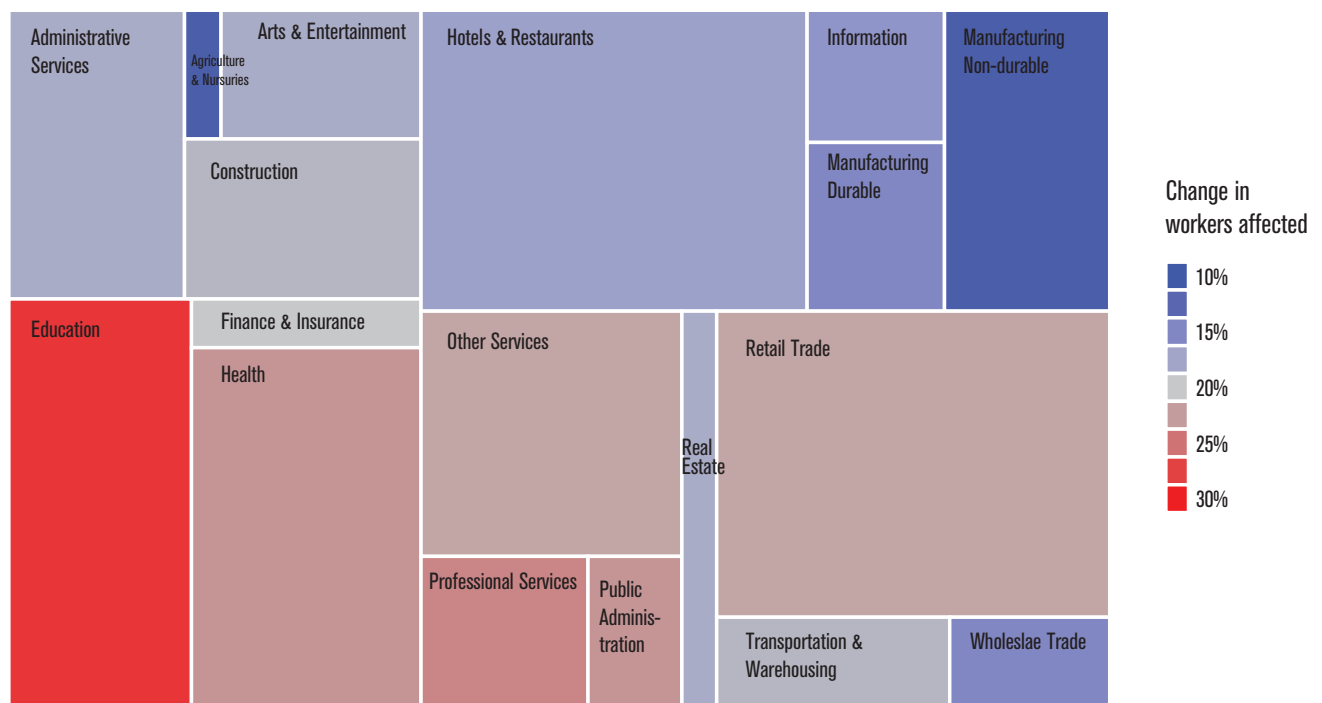 Administrative
Services
Agriculture
& Nursuries
Arts & Entertainment
Construction
Hotels & Restaurants
Information
Manufacturing
Durable
Manufacturing
Non-durable
Education
Finance & Insurance
Health
Other Services
Professional Services
Public
Adminis-
tration
Real
Estate
Retail Trade
Transportation &
Warehousing
Wholeslae Trade
Change in
workers affected
10%
15%
20%
25%
30%